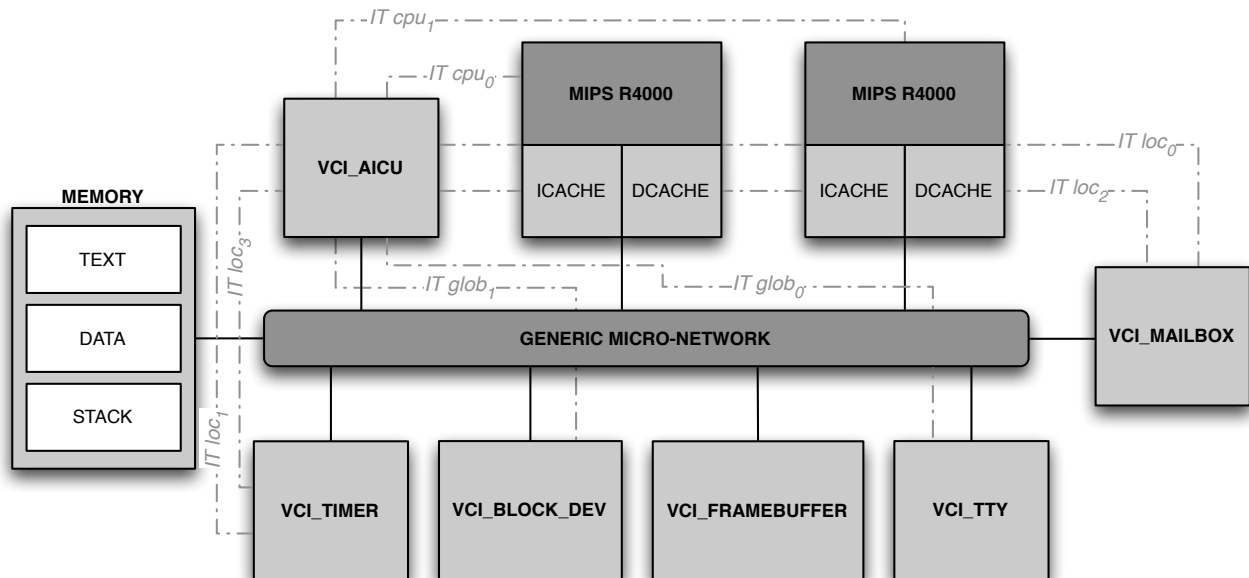 IT cpu₁
IT cpu₀
MIPS R4000
MIPS R4000
VCI_AICU
IT loc₀
ICACHE
DCACHE
ICACHE
DCACHE
IT loc₂
MEMORY
TEXT
DATA
STACK
IT loc₃
IT loc₁
IT glob₁
IT glob₀
GENERIC MICRO-NETWORK
VCI_MAILBOX
VCI_TIMER
VCI_BLOCK_DEV
VCI_FRAMEBUFFER
VCI_TTY